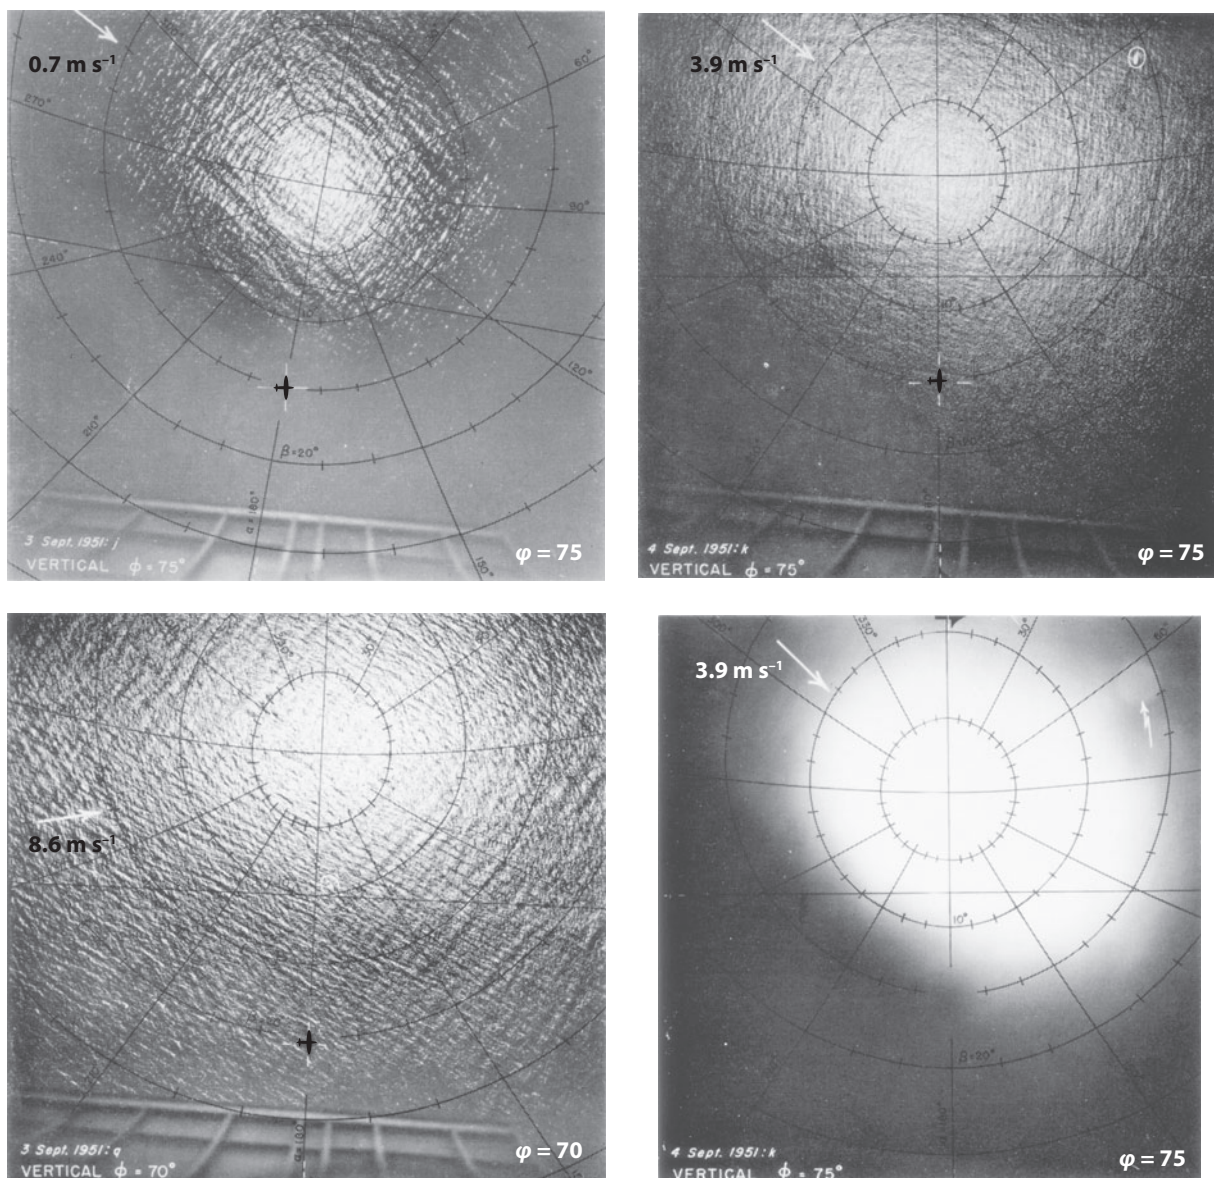 0.7 m s–1
60°
270°
80°
240°
120°
210°
β=20°
α=180°
150°
3 Sept. 1951: j
VERTICAL ϕ=75°
φ = 75
3.9 m s–1
4 Sept. 1951: k
VERTICAL ϕ = 75°
φ = 75
8.6 m s–1
30°
3 Sept. 1951: q
VERTICAL ϕ = 70°
φ = 70
330°
30°
3.9 m s–1
10°
β=20°
4 Sept. 1951: k
VERTICAL ϕ = 75°
φ = 75